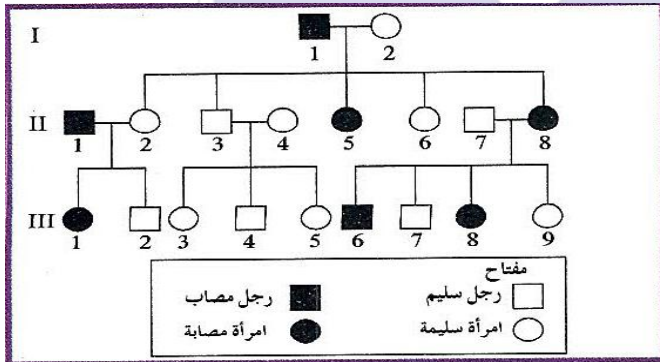 I
1 2
II
1 2 3 4 5 6 7 8
III
1 2 3 4 5 6 7 8 9
مفتاح
رجل سليم رجل مصاب
امرأة سليمة امرأة مصابة